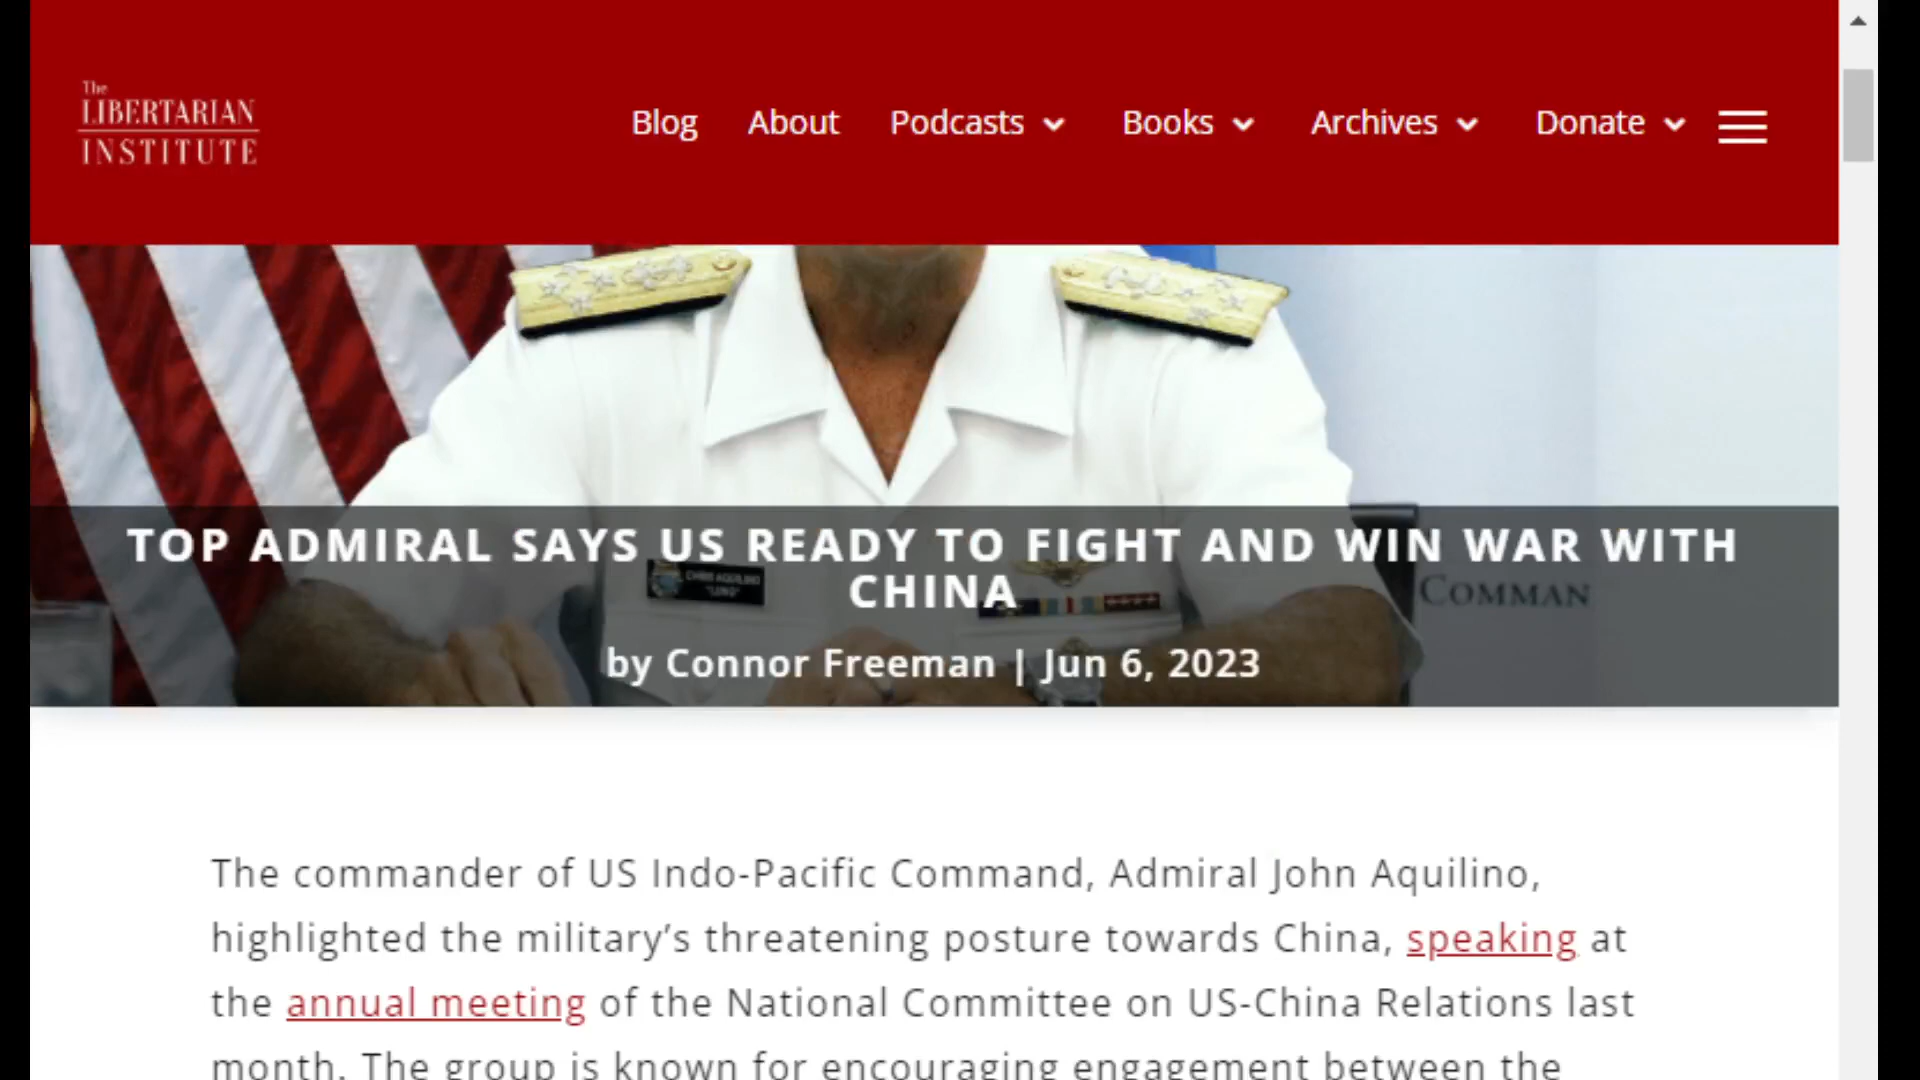 The
LIBERTARIAN
INSTITUTE
Blog About Podcasts Books Archives Donate
TOP ADMIRAL SAYS US READY TO FIGHT AND WIN WAR WITH
CHINA
CHRIS AQUILINO
"LUNG"
COMMAN
by Connor Freeman | Jun 6, 2023
The commander of US Indo-Pacific Command, Admiral John Aquilino,
highlighted the military’s threatening posture towards China, speaking at
the annual meeting of the National Committee on US-China Relations last
month. The group is known for encouraging engagement between the